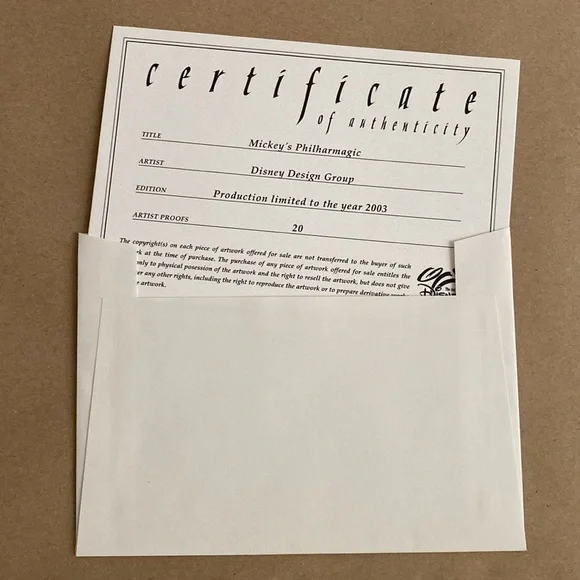 certificate
of authenticity
TITLE
Mickey's Philharmagic
ARTIST
Disney Design Group
EDITION
Production limited to the year 2003
ARTIST PROOFS
20
The copyright(s) on each piece of artwork offered for sale are not transferred to the buyer of such
at the time of purchase. The purchase of any piece of artwork offered for sale entitles the
only to physical posession of the artwork and the right to resell the artwork, but does not give
any other rights, including the right to reproduce the artwork or to prepare derivative
artwork.